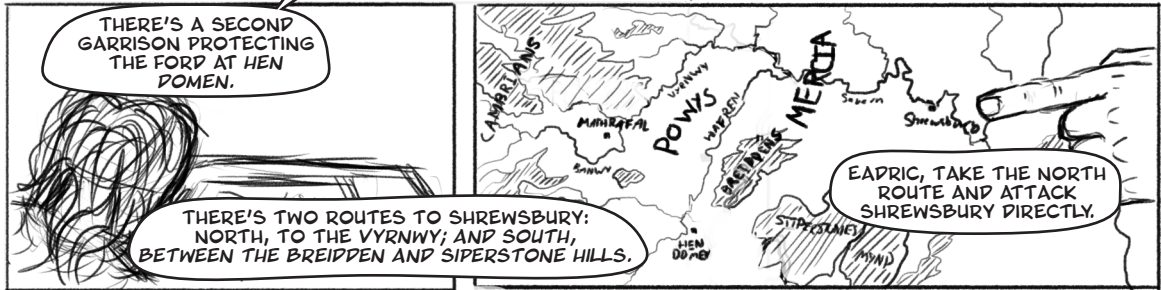 THERE'S A SECOND
GARRISON PROTECTING
THE FORD AT HEN
DOMEN.
THERE'S TWO ROUTES TO SHREWSBURY:
NORTH, TO THE VYRNWY; AND SOUTH,
BETWEEN THE BREIDDEN AND SIPERSTONE HILLS.
CAMBRIANS
MATHRAFAL
BANWY
VYRNWY
POWYS
HAFREN
BREIDDENS
MERCIA
Sabern
Shrewsbury
HEN
DOMEN
MYND
EADRIC, TAKE THE NORTH
ROUTE AND ATTACK
SHREWSBURY DIRECTLY.